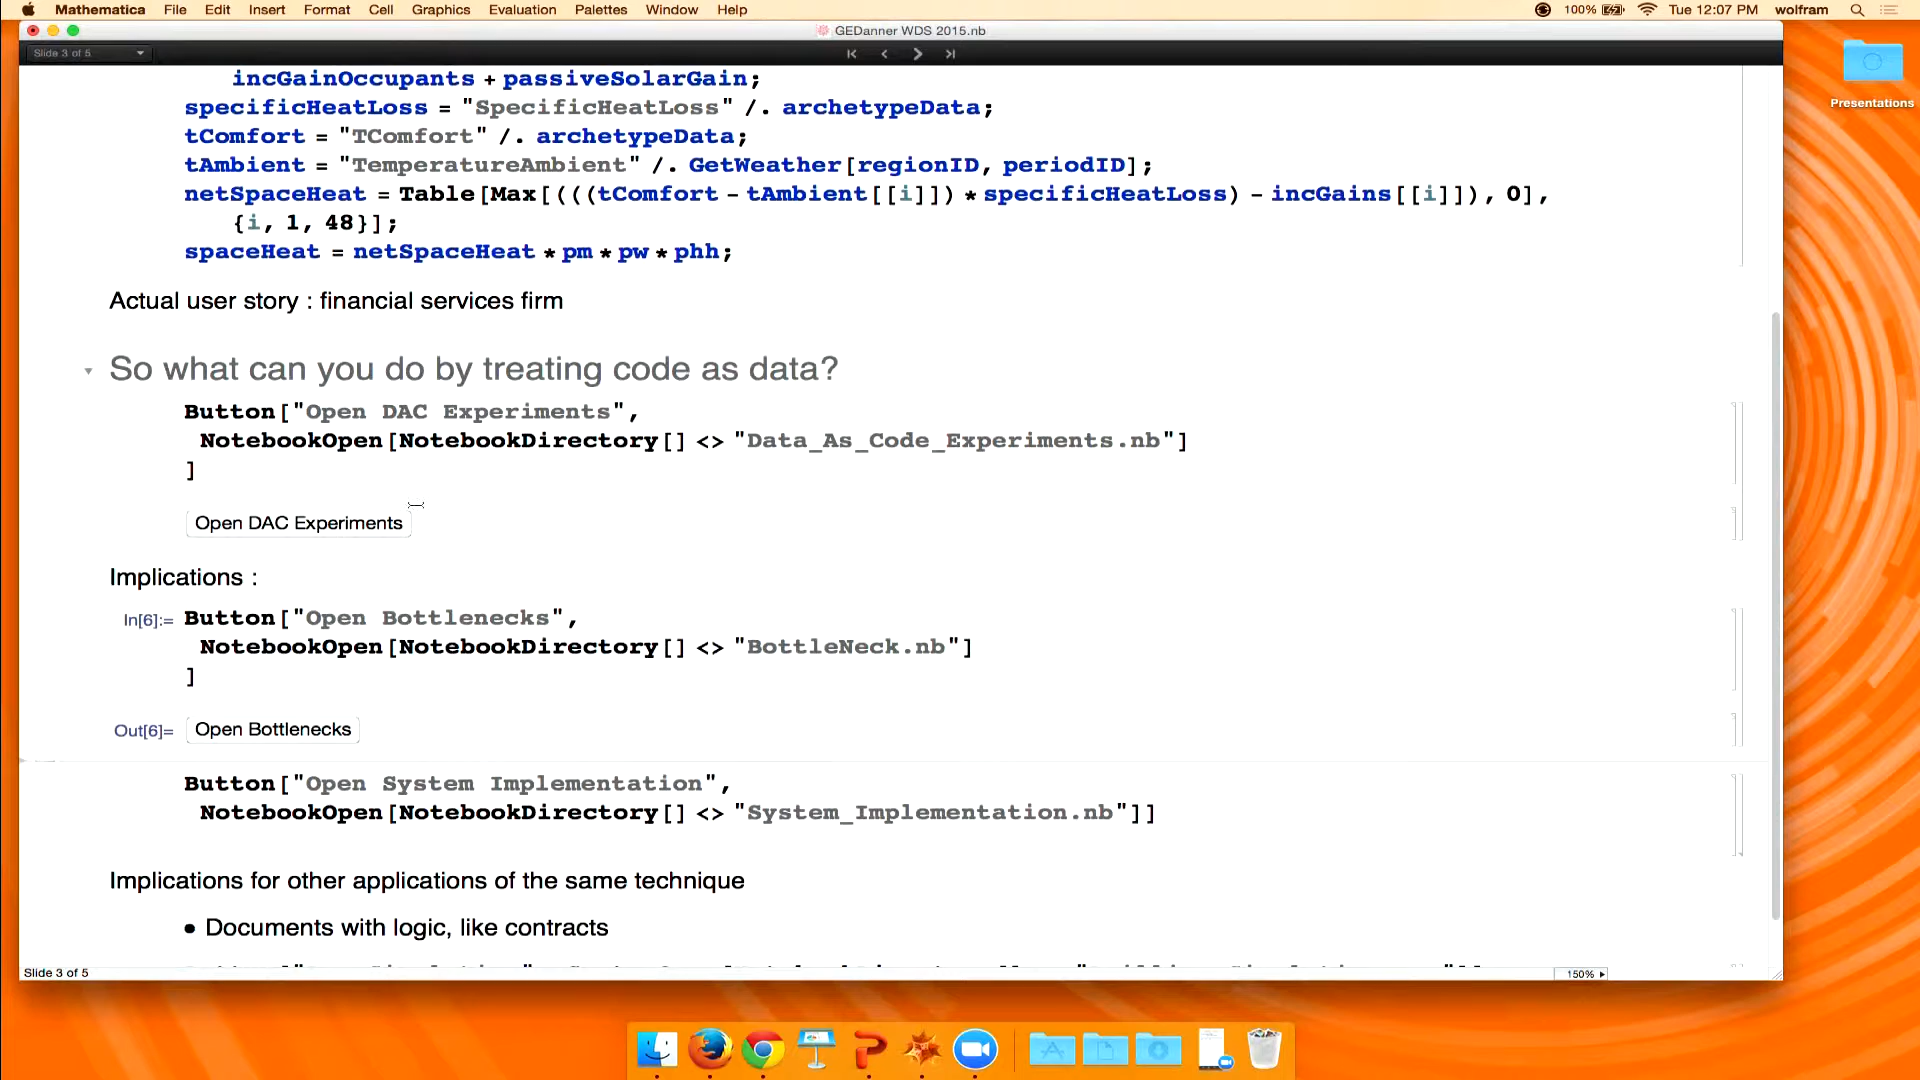 Mathematica File Edit Insert Format Cell Graphics Evaluation Palettes Window Help 100% Tue 12:07 PM wolfram
GEDanner WDS 2015.nb
Slide 3 of 5
Presentations
incGainOccupants + passiveSolarGain;
specificHeatLoss = "SpecificHeatLoss" /. archetypeData;
tComfort = "TComfort" /. archetypeData;
tAmbient = "TemperatureAmbient" /. GetWeather[regionID, periodID];
netSpaceHeat = Table[Max[(((tComfort - tAmbient[[i]]) * specificHeatLoss) - incGains[[i]]), 0],
{i, 1, 48}];
spaceHeat = netSpaceHeat * pm * pw * phh;
Actual user story : financial services firm
So what can you do by treating code as data?
Button["Open DAC Experiments",
NotebookOpen[NotebookDirectory[] <> "Data_As_Code_Experiments.nb"]
]
Open DAC Experiments
Implications :
In[6]:= Button["Open Bottlenecks",
NotebookOpen[NotebookDirectory[] <> "BottleNeck.nb"]
]
Out[6]= Open Bottlenecks
Button["Open System Implementation",
NotebookOpen[NotebookDirectory[] <> "System_Implementation.nb"]]
Implications for other applications of the same technique
• Documents with logic, like contracts
Slide 3 of 5
150%